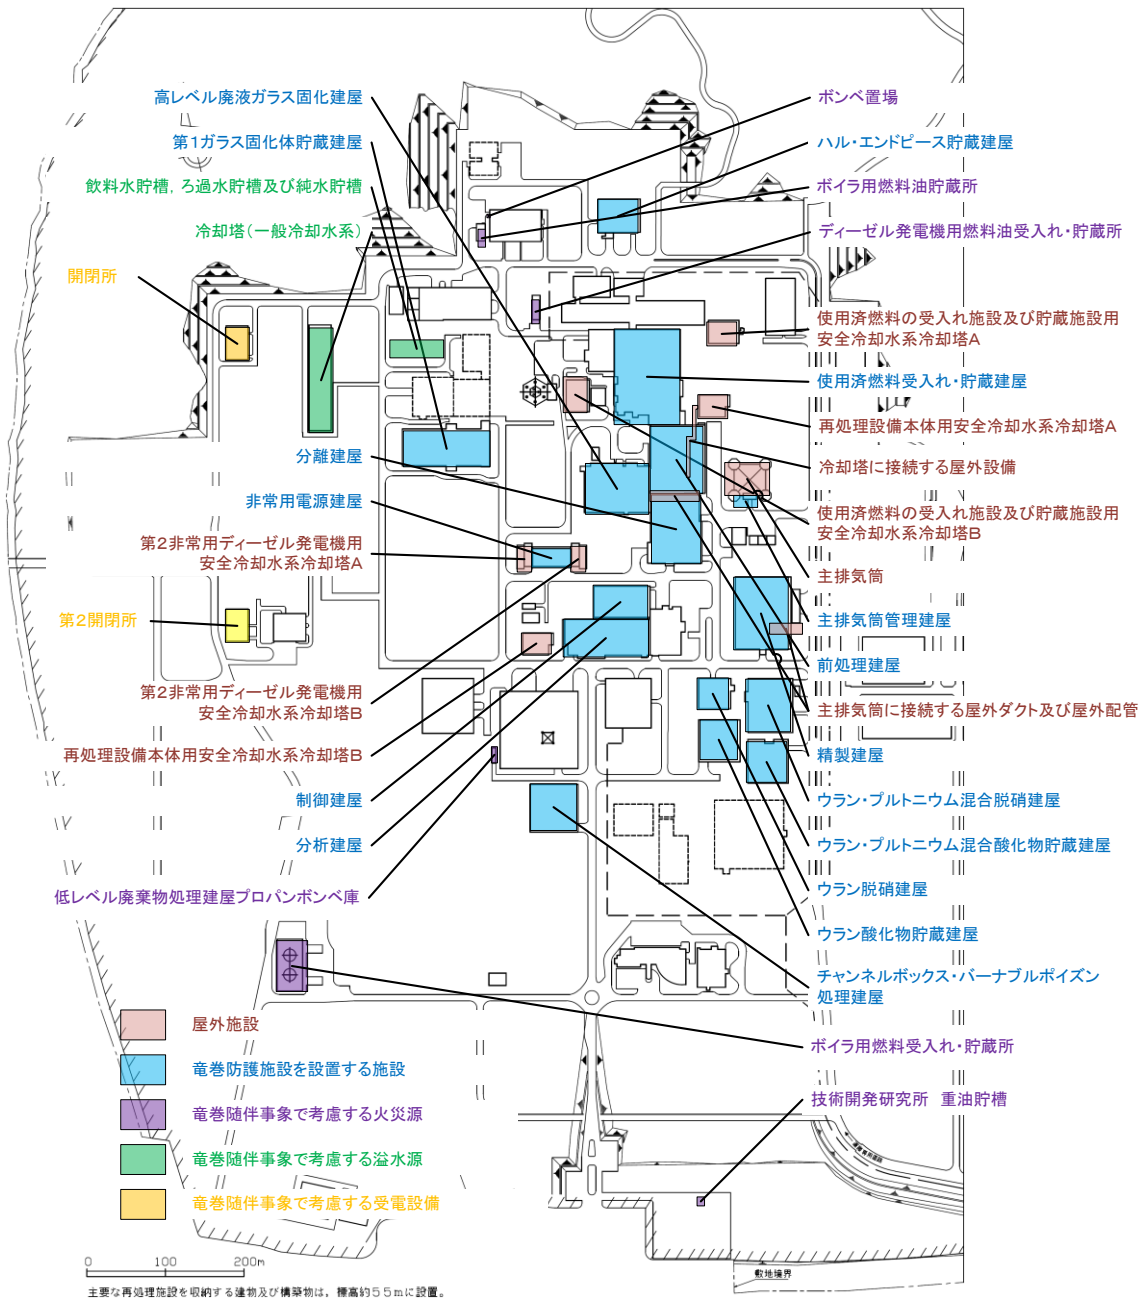 高レベル廃液ガラス固化建屋
第1ガラス固化体貯蔵建屋
飲料水貯槽，ろ過水貯槽及び純水貯槽
冷却塔(一般冷却水系)
開閉所
分離建屋
非常用電源建屋
第2非常用ディーゼル発電機用
安全冷却水系冷却塔A
第2開閉所
第2非常用ディーゼル発電機用
安全冷却水系冷却塔B
再処理設備本体用安全冷却水系冷却塔B
制御建屋
分析建屋
低レベル廃棄物処理建屋プロパンボンベ庫
ボンベ置場
ハル・エンドピース貯蔵建屋
ボイラ用燃料油貯蔵所
ディーゼル発電機用燃料油受入れ・貯蔵所
使用済燃料の受入れ施設及び貯蔵施設用
安全冷却水系冷却塔A
使用済燃料受入れ・貯蔵建屋
再処理設備本体用安全冷却水系冷却塔A
冷却塔に接続する屋外設備
使用済燃料の受入れ施設及び貯蔵施設用
安全冷却水系冷却塔B
主排気筒
主排気筒管理建屋
前処理建屋
主排気筒に接続する屋外ダクト及び屋外配管
精製建屋
ウラン・プルトニウム混合脱硝建屋
ウラン・プルトニウム混合酸化物貯蔵建屋
ウラン脱硝建屋
ウラン酸化物貯蔵建屋
チャンネルボックス・バーナブルポイズン
処理建屋
ボイラ用燃料受入れ・貯蔵所
技術開発研究所　重油貯槽
屋外施設
竜巻防護施設を設置する施設
竜巻随伴事象で考慮する火災源
竜巻随伴事象で考慮する溢水源
竜巻随伴事象で考慮する受電設備
0 100 200m
敷地境界
主要な再処理施設を収納する建物及び構築物は，標高約55mに設置。